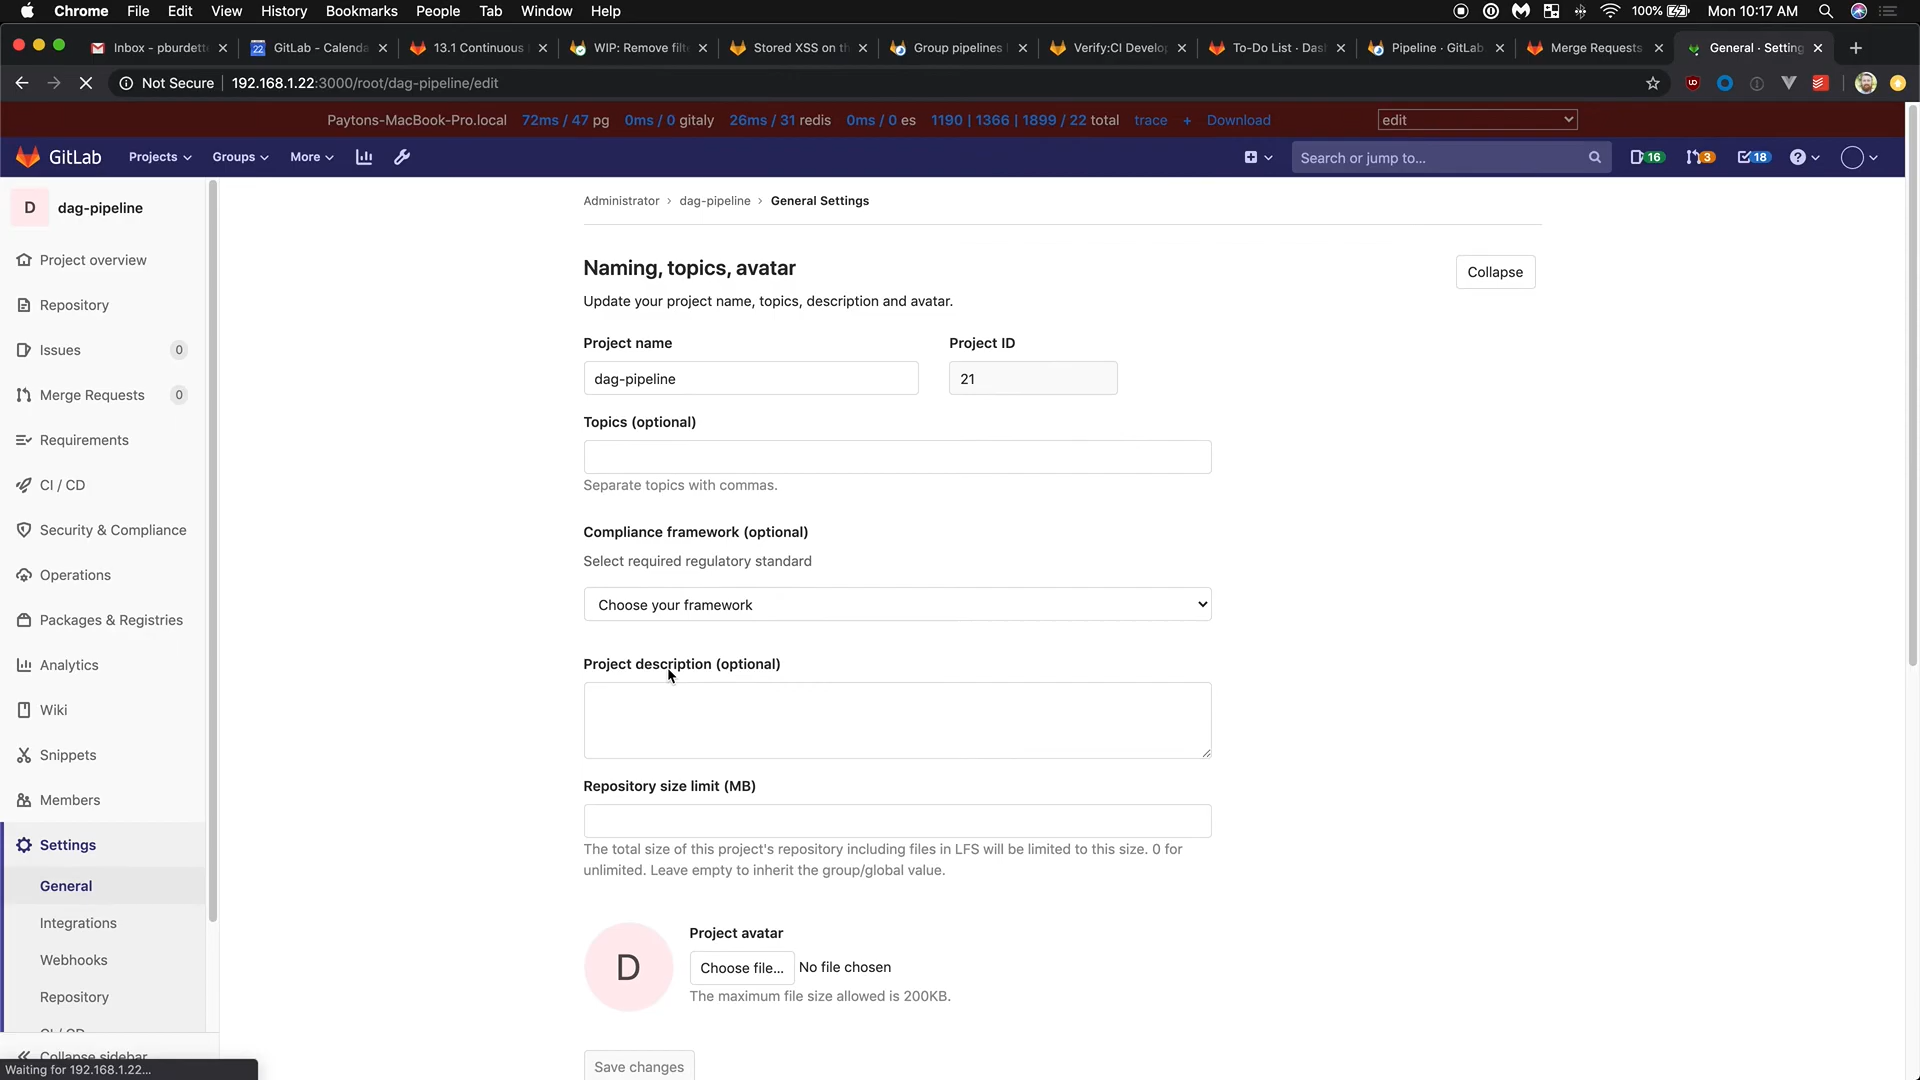 Chrome File Edit View History Bookmarks People Tab Window Help 100% Mon 10:17 AM
Inbox - pburdett GitLab - Calenda 13.1 Continuous WIP: Remove filt Stored XSS on th Group pipelines Verify:CI Develop To-Do List · Das Pipeline · GitLab Merge Requests General · Setting
Not Secure 192.168.1.22:3000/root/dag-pipeline/edit
Paytons-MacBook-Pro.local 72ms / 47 pg 0ms / 0 gitaly 26ms / 31 redis 0ms / 0 es 1190 | 1366 | 1899 / 22 total trace + Download edit
GitLab Projects Groups More Search or jump to... 16 3 18
D dag-pipeline
Project overview
Repository
Issues 0
Merge Requests 0
Requirements
CI / CD
Security & Compliance
Operations
Packages & Registries
Analytics
Wiki
Snippets
Members
Settings
General
Integrations
Webhooks
Repository
CI / CD
Collapse sidebar
Waiting for 192.168.1.22...
Administrator › dag-pipeline › General Settings
Naming, topics, avatar
Collapse
Update your project name, topics, description and avatar.
Project name Project ID
dag-pipeline 21
Topics (optional)
Separate topics with commas.
Compliance framework (optional)
Select required regulatory standard
Choose your framework
Project description (optional)
Repository size limit (MB)
The total size of this project's repository including files in LFS will be limited to this size. 0 for
unlimited. Leave empty to inherit the group/global value.
D
Project avatar
Choose file... No file chosen
The maximum file size allowed is 200KB.
Save changes